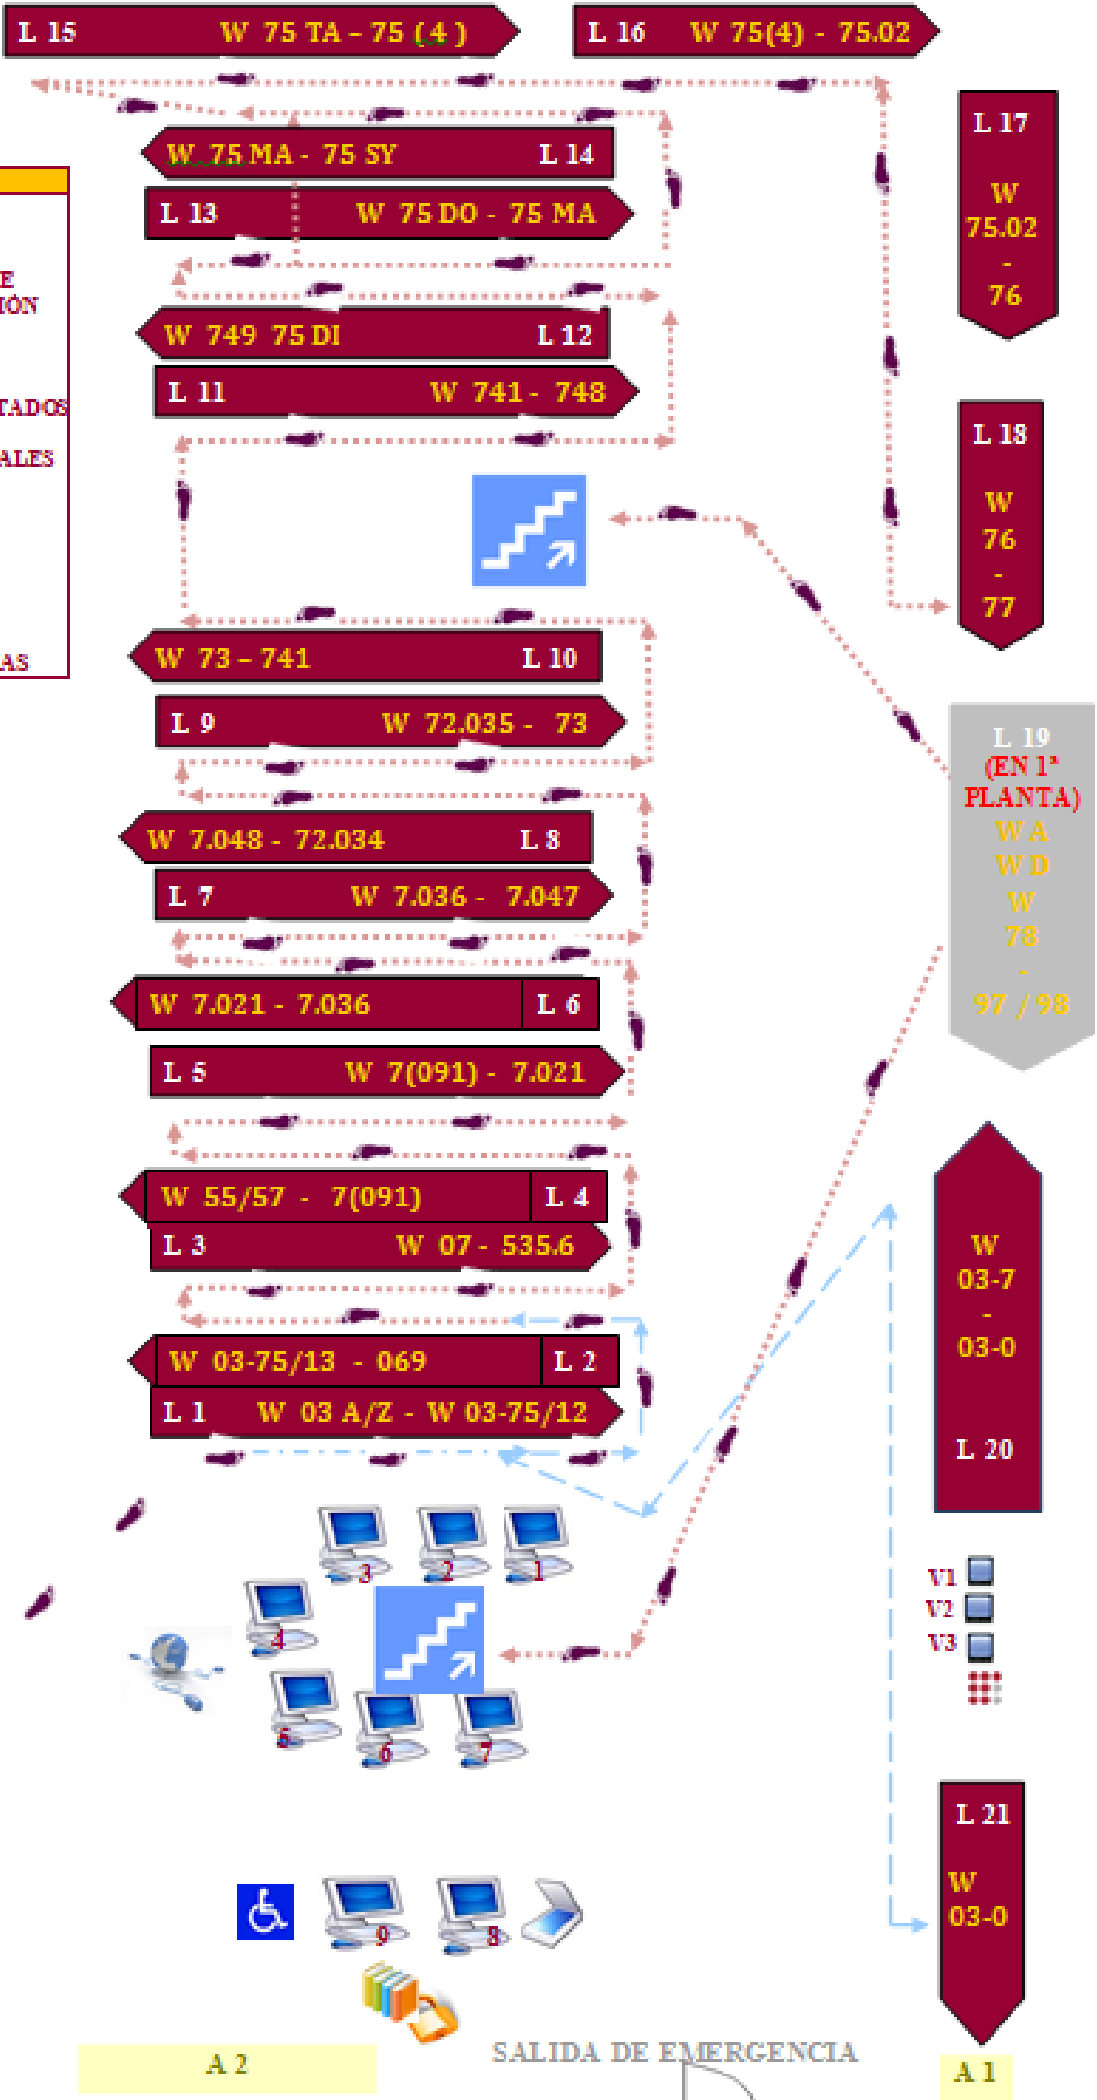 L 15 W 75 TA – 75 ( 4 )
L 16 W 75(4) - 75.02
W 75 MA - 75 SY L 14
L 13 W 75 DO - 75 MA
L 17
W
75.02
-
76
E
IÓN
W 749 75 DI L 12
L 11 W 741 - 748
TADOS
ALES
L 18
W
76
-
77
AS
W 73 – 741 L 10
L 9 W 72.035 - 73
L 19
(EN 1ª
PLANTA)
W A
W D
W
78
-
97 / 98
W 7.048 - 72.034 L 8
L 7 W 7.036 - 7.047
W 7.021 - 7.036 L 6
L 5 W 7(091) - 7.021
W 55/57 - 7(091) L 4
L 3 W 07 - 535.6
W
03-7
-
03-0
L 20
W 03-75/13 - 069 L 2
L 1 W 03 A/Z - W 03-75/12
3 2 1
4
5 6 7
V1
V2
V3
L 21
W
03-0
9 8
SALIDA DE EMERGENCIA
A 2
A 1